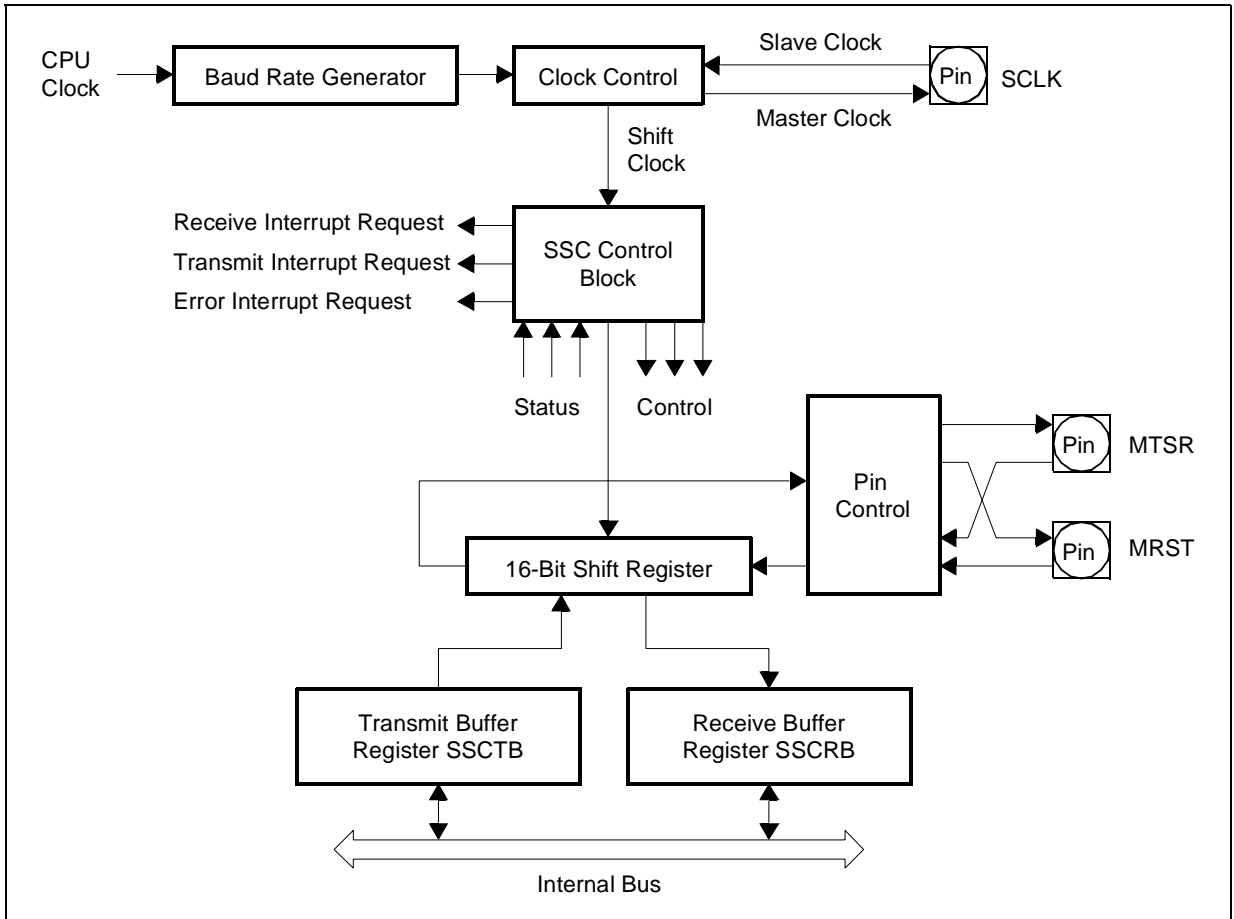 CPU
Clock
Baud Rate Generator
Clock Control
Slave Clock
Pin
SCLK
Master Clock
Shift
Clock
Receive Interrupt Request
Transmit Interrupt Request
Error Interrupt Request
SSC Control
Block
Status
Control
Pin
Control
Pin
MTSR
Pin
MRST
16-Bit Shift Register
Transmit Buffer
Register SSCTB
Receive Buffer
Register SSCRB
Internal Bus